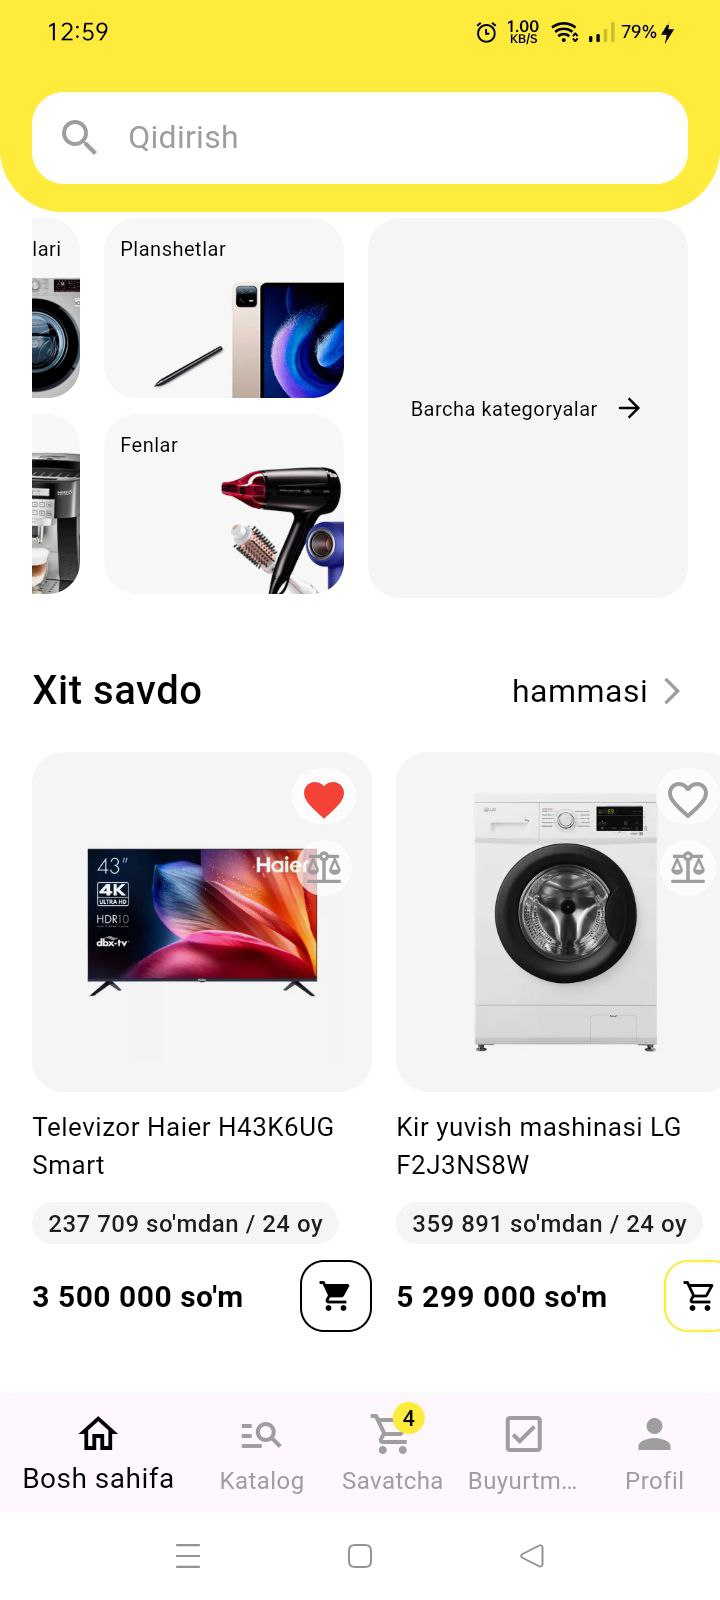 12:59
1.00
KB/S
79%
Qidirish
lari
Planshetlar
Fenlar
Barcha kategoryalar
Xit savdo
hammasi
43"
Haier
4K
ULTRA HD
HDR10
dbx-tv
LG
Televizor Haier H43K6UG
Smart
237 709 so'mdan / 24 oy
3 500 000 so'm
Kir yuvish mashinasi LG
F2J3NS8W
359 891 so'mdan / 24 oy
5 299 000 so'm
4
Bosh sahifa
Katalog
Savatcha
Buyurtm...
Profil